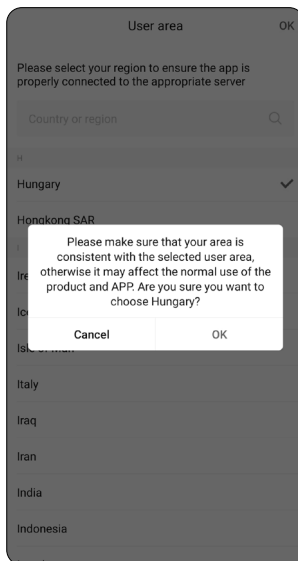 User area
OK
Please select your region to ensure the app is
properly connected to the appropriate server
Country or region
H
Hungary
Hongkong SAR
I
Please make sure that your area is
consistent with the selected user area,
otherwise it may affect the normal use of the
product and APP. Are you sure you want to
choose Hungary?
Cancel
OK
Italy
Iraq
Iran
India
Indonesia